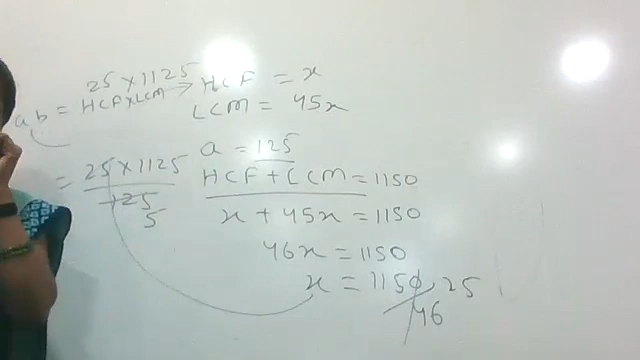 25 × 1125
ab = HCF×LCM → HCF = x
LCM = 45x
a = 125
= 25 × 1125 / 125 5
HCF + LCM = 1150
x + 45x = 1150
46x = 1150
x = 1150 / 46 25